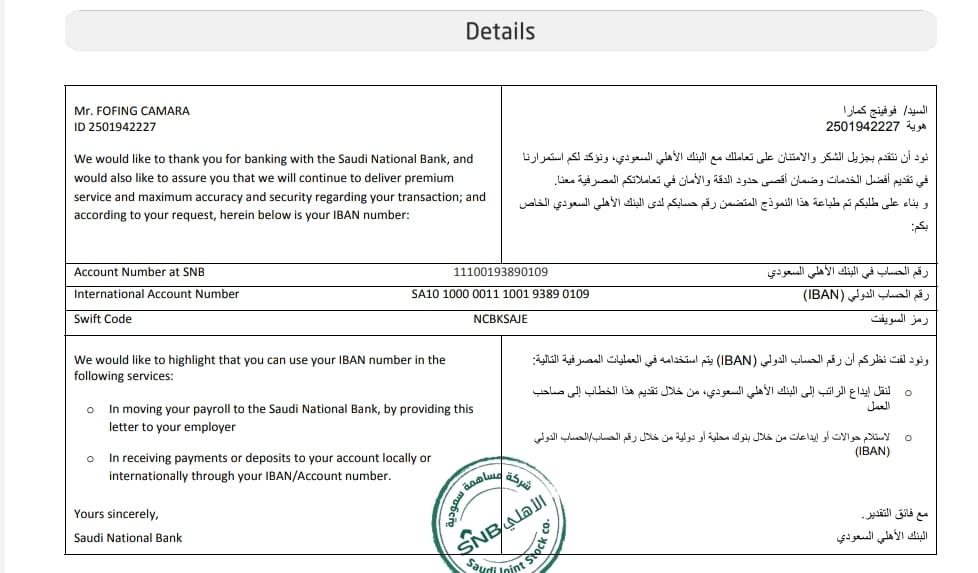 Details
Mr. FOFING CAMARA
ID 2501942227
We would like to thank you for banking with the Saudi National Bank, and
would also like to assure you that we will continue to deliver premium
service and maximum accuracy and security regarding your transaction; and
according to your request, herein below is your IBAN number:
السيد/ فوفينج كمارا
هوية 2501942227
نود أن نتقدم بجزيل الشكر والامتنان على تعاملك مع البنك الأهلي السعودي، ونؤكد لكم استمرارنا
في تقديم أفضل الخدمات وضمان أقصى حدود الدقة والأمان في تعاملاتكم المصرفية معنا.
و بناء على طلبكم تم طباعة هذا النموذج المتضمن رقم حسابكم لدى البنك الأهلي السعودي الخاص
بكم:
Account Number at SNB 11100193890109 رقم الحساب في البنك الأهلي السعودي
International Account Number SA10 1000 0011 1001 9389 0109 رقم الحساب الدولي (IBAN)
Swift Code NCBKSAJE رمز السويفت
We would like to highlight that you can use your IBAN number in the
following services:
o In moving your payroll to the Saudi National Bank, by providing this
letter to your employer
o In receiving payments or deposits to your account locally or
internationally through your IBAN/Account number.
Yours sincerely,
Saudi National Bank
ونود لفت نظركم أن رقم الحساب الدولي (IBAN) يتم استخدامه في العمليات المصرفية التالية:
o لنقل إيداع الراتب إلى البنك الأهلي السعودي، من خلال تقديم هذا الخطاب إلى صاحب
العمل
o لاستلام حوالات أو إيداعات من خلال بنوك محلية أو دولية من خلال رقم الحساب/الحساب الدولي
(IBAN)
مع فائق التقدير.
البنك الأهلي السعودي
شركة مساهمة سعودية
SNB الأهلي
Saudi Joint Stock co.